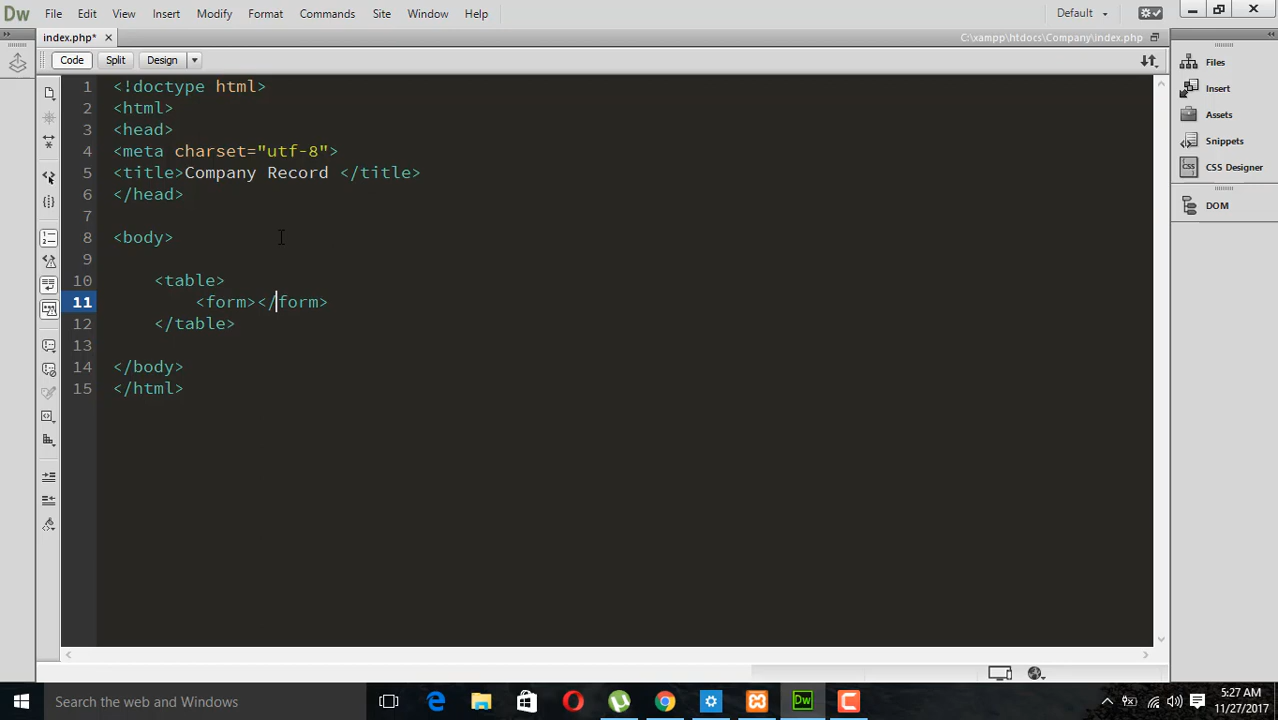 Dw File Edit View Insert Modify Format Commands Site Window Help Default
index.php* C:\xampp\htdocs\Company\index.php
Code Split Design
1 <!doctype html>
2 <html>
3 <head>
4 <meta charset="utf-8">
5 <title>Company Record </title>
6 </head>
7
8 <body>
9
10 <table>
11 <form></form>
12 </table>
13
14 </body>
15 </html>
Files
Insert
Assets
Snippets
CSS Designer
DOM
Search the web and Windows
Dw
5:27 AM
11/27/2017